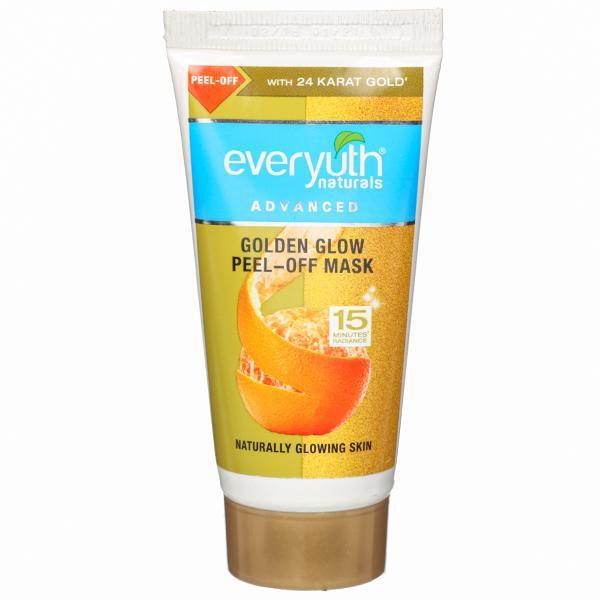 PEEL-OFF
WITH 24 KARAT GOLD'
everyuth®
naturals
ADVANCED
GOLDEN GLOW
PEEL-OFF MASK
15
MINUTES*
RADIANCE
NATURALLY GLOWING SKIN